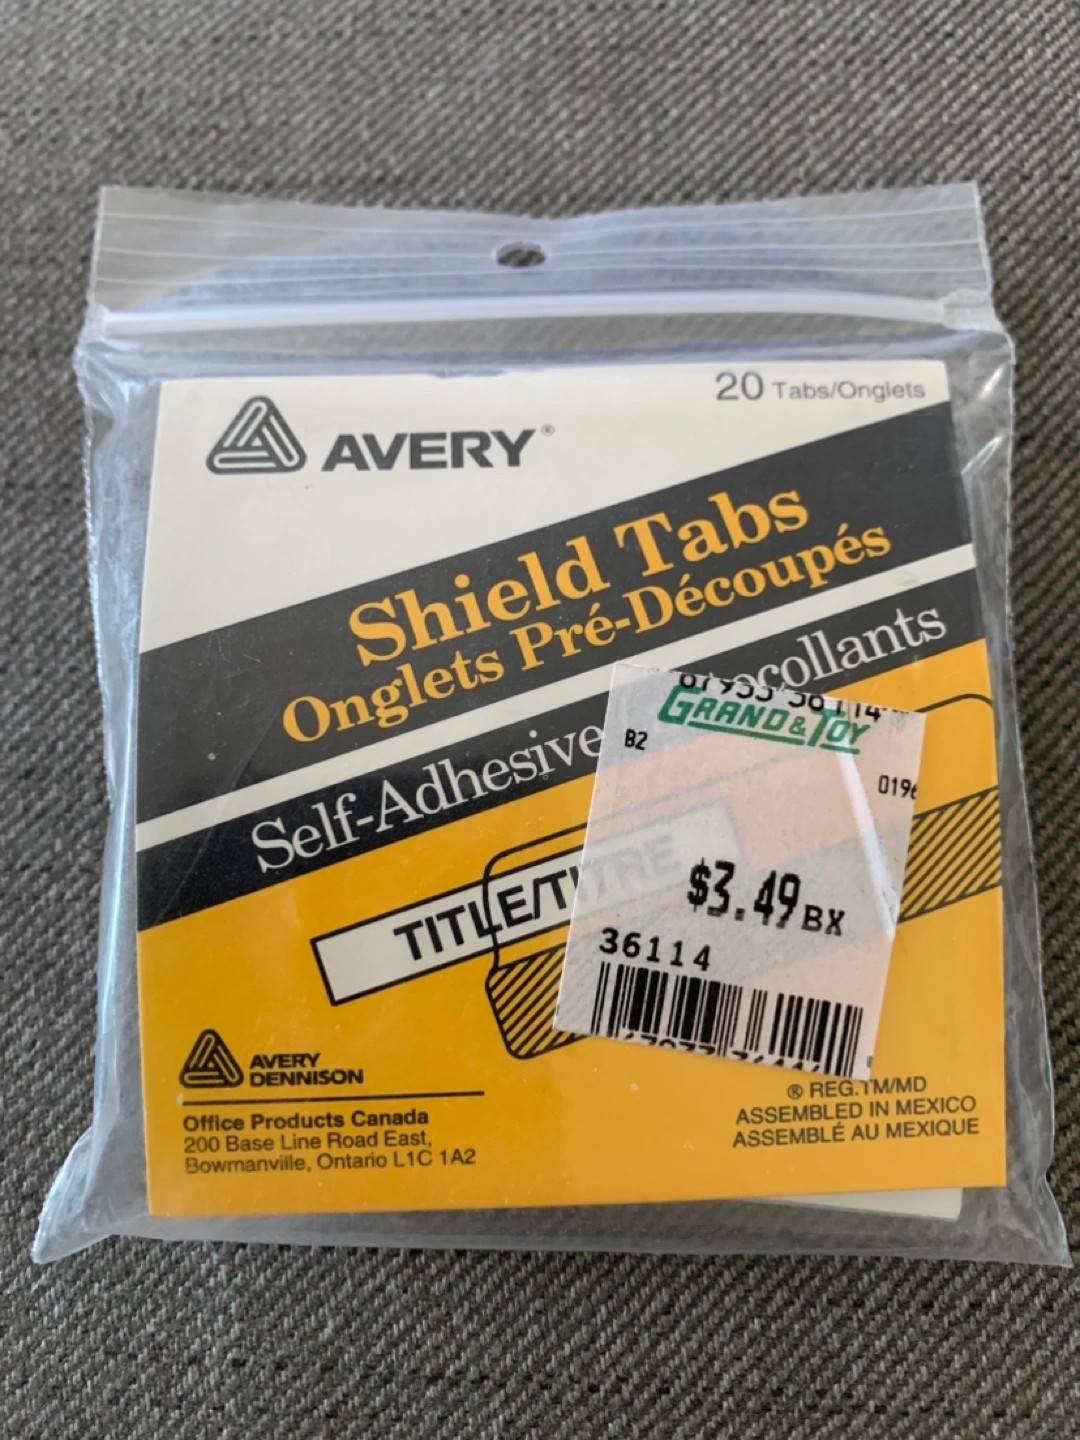 20 Tabs/Onglets
AVERY®
Shield Tabs
Onglets Pré-Découpés
Self-Adhesive
GRAND & TOY
B2
$3.49 BX
36114
TITLE/TITRE
AVERY
DENNISON
Office Products Canada
200 Base Line Road East,
Bowmanville, Ontario L1C 1A2
® REG.TM/MD
ASSEMBLED IN MEXICO
ASSEMBLÉ AU MEXIQUE